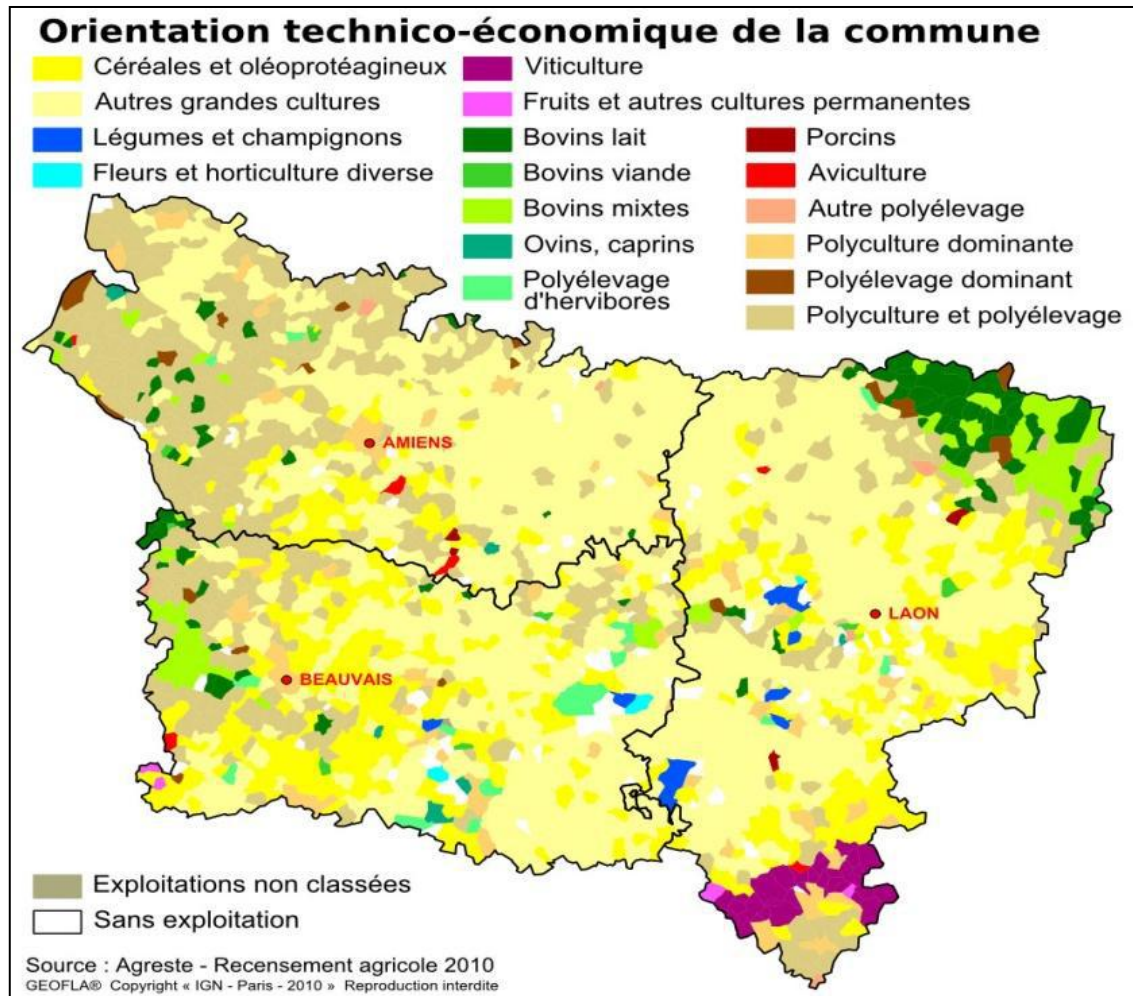 Orientation technico-économique de la commune
Céréales et oléoprotéagineux
Autres grandes cultures
Légumes et champignons
Fleurs et horticulture diverse
Viticulture
Fruits et autres cultures permanentes
Bovins lait
Bovins viande
Bovins mixtes
Ovins, caprins
Polyélevage
d'hervibores
Porcins
Aviculture
Autre polyélevage
Polyculture dominante
Polyélevage dominant
Polyculture et polyélevage
AMIENS
LAON
BEAUVAIS
Exploitations non classées
Sans exploitation
Source : Agreste - Recensement agricole 2010
GEOFLA® Copyright « IGN - Paris - 2010 » Reproduction interdite